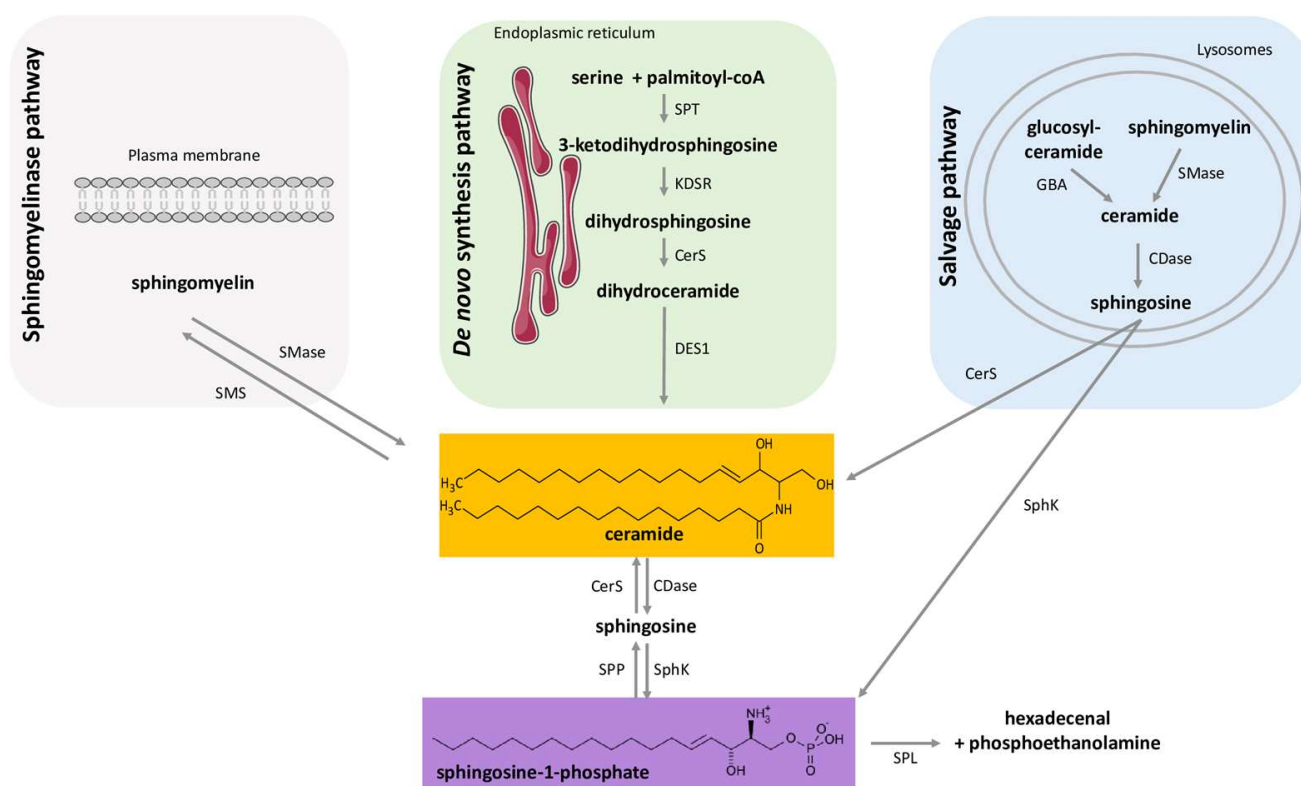 Sphingomyelinase pathway
Plasma membrane
sphingomyelin
SMase
SMS
De novo synthesis pathway
Endoplasmic reticulum
serine + palmitoyl-coA
SPT
3-ketodihydrosphingosine
KDSR
dihydrosphingosine
CerS
dihydroceramide
DES1
Salvage pathway
Lysosomes
glucosyl-
ceramide
sphingomyelin
GBA
SMase
ceramide
CDase
sphingosine
CerS
SphK
OH
H3C
OH
H3C
NH
O
ceramide
CerS
CDase
sphingosine
SPP
SphK
NH3+
O
O-
P
OH
O
OH
sphingosine-1-phosphate
SPL
hexadecenal
+ phosphoethanolamine